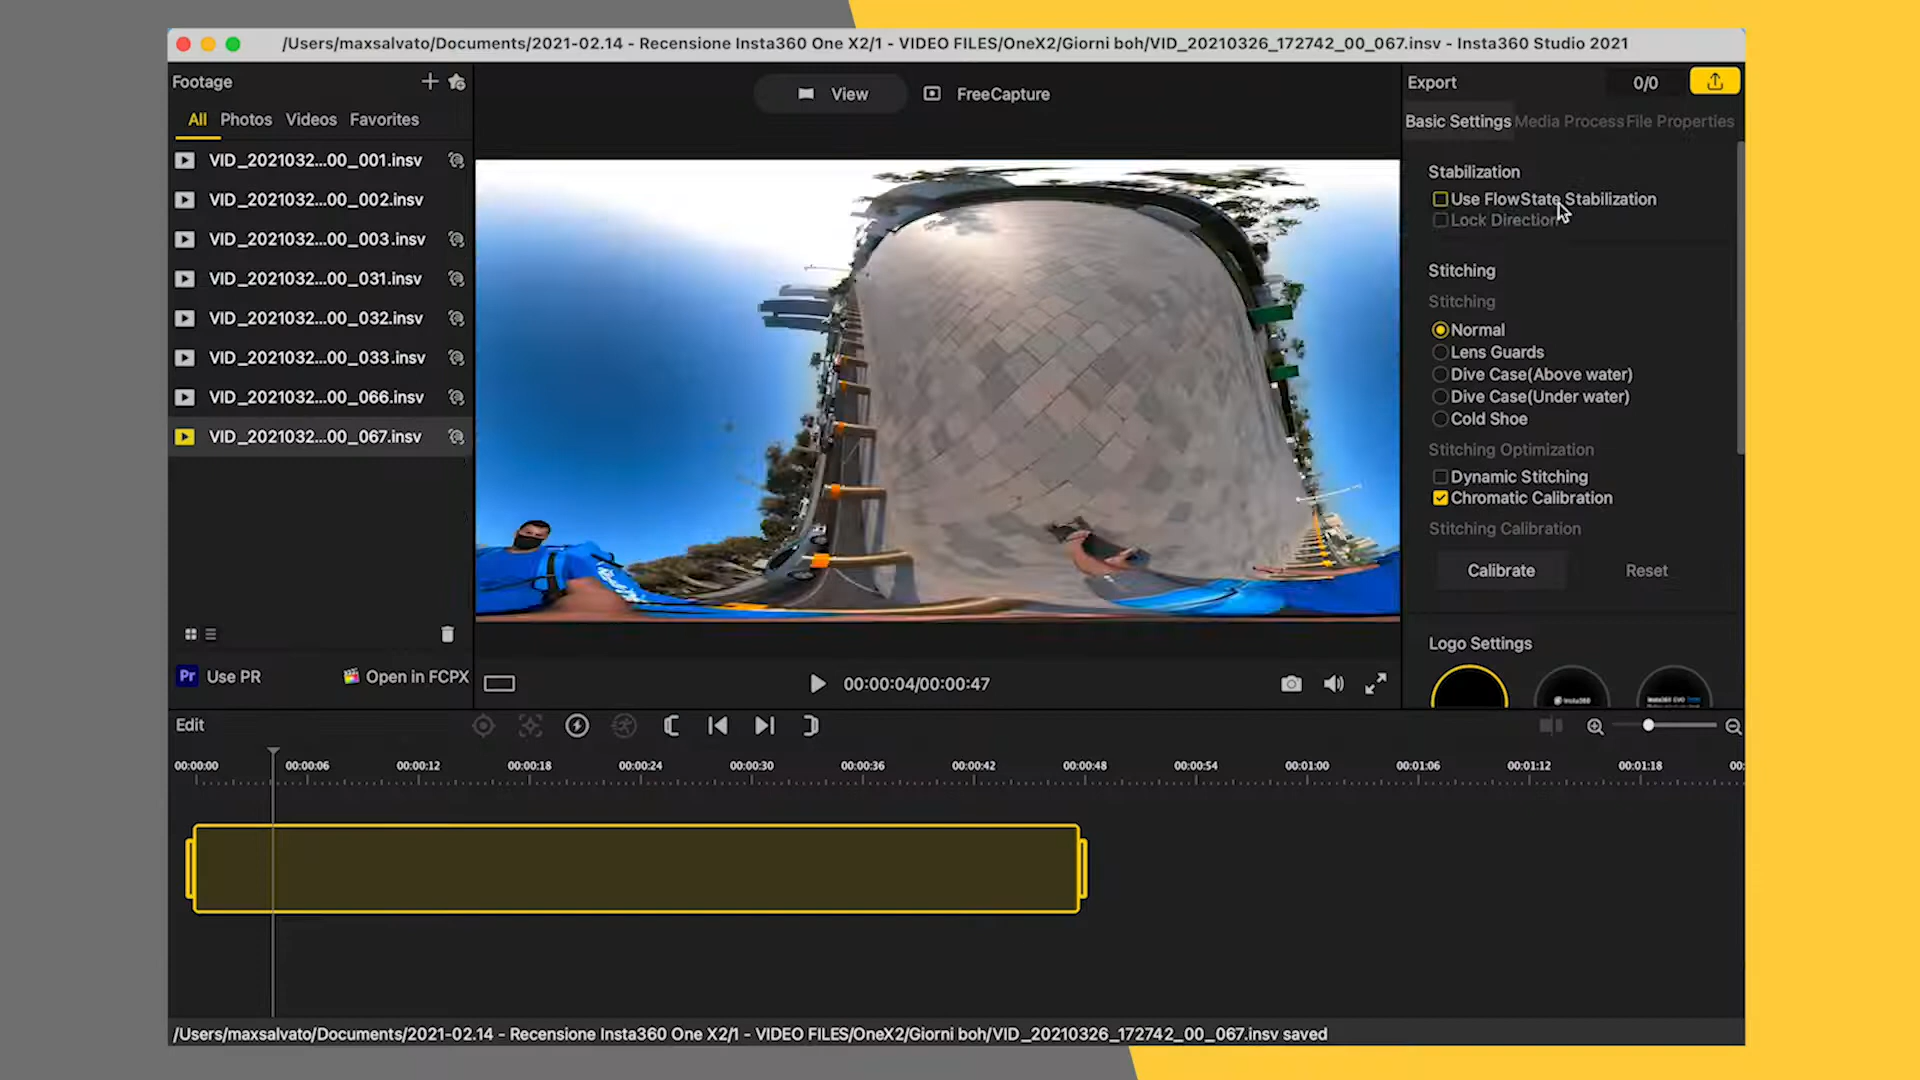 /Users/maxsalvato/Documents/2021-02.14 - Recensione Insta360 One X2/1 - VIDEO FILES/OneX2/Giorni boh/VID_20210326_172742_00_067.insv - Insta360 Studio 2021
Footage
All Photos Videos Favorites
VID_2021032...00_001.insv
VID_2021032...00_002.insv
VID_2021032...00_003.insv
VID_2021032...00_031.insv
VID_2021032...00_032.insv
VID_2021032...00_033.insv
VID_2021032...00_066.insv
VID_2021032...00_067.insv
Pr Use PR Open in FCPX
View FreeCapture
00:00:04/00:00:47
Export 0/0
Basic Settings Media Process File Properties
Stabilization
Use FlowState Stabilization
Lock Direction
Stitching
Stitching
Normal
Lens Guards
Dive Case(Above water)
Dive Case(Under water)
Cold Shoe
Stitching Optimization
Dynamic Stitching
Chromatic Calibration
Stitching Calibration
Calibrate Reset
Logo Settings
Insta360 Insta360 EVO
Edit
00:00:00 00:00:06 00:00:12 00:00:18 00:00:24 00:00:30 00:00:36 00:00:42 00:00:48 00:00:54 00:01:00 00:01:06 00:01:12 00:01:18 00:
/Users/maxsalvato/Documents/2021-02.14 - Recensione Insta360 One X2/1 - VIDEO FILES/OneX2/Giorni boh/VID_20210326_172742_00_067.insv saved